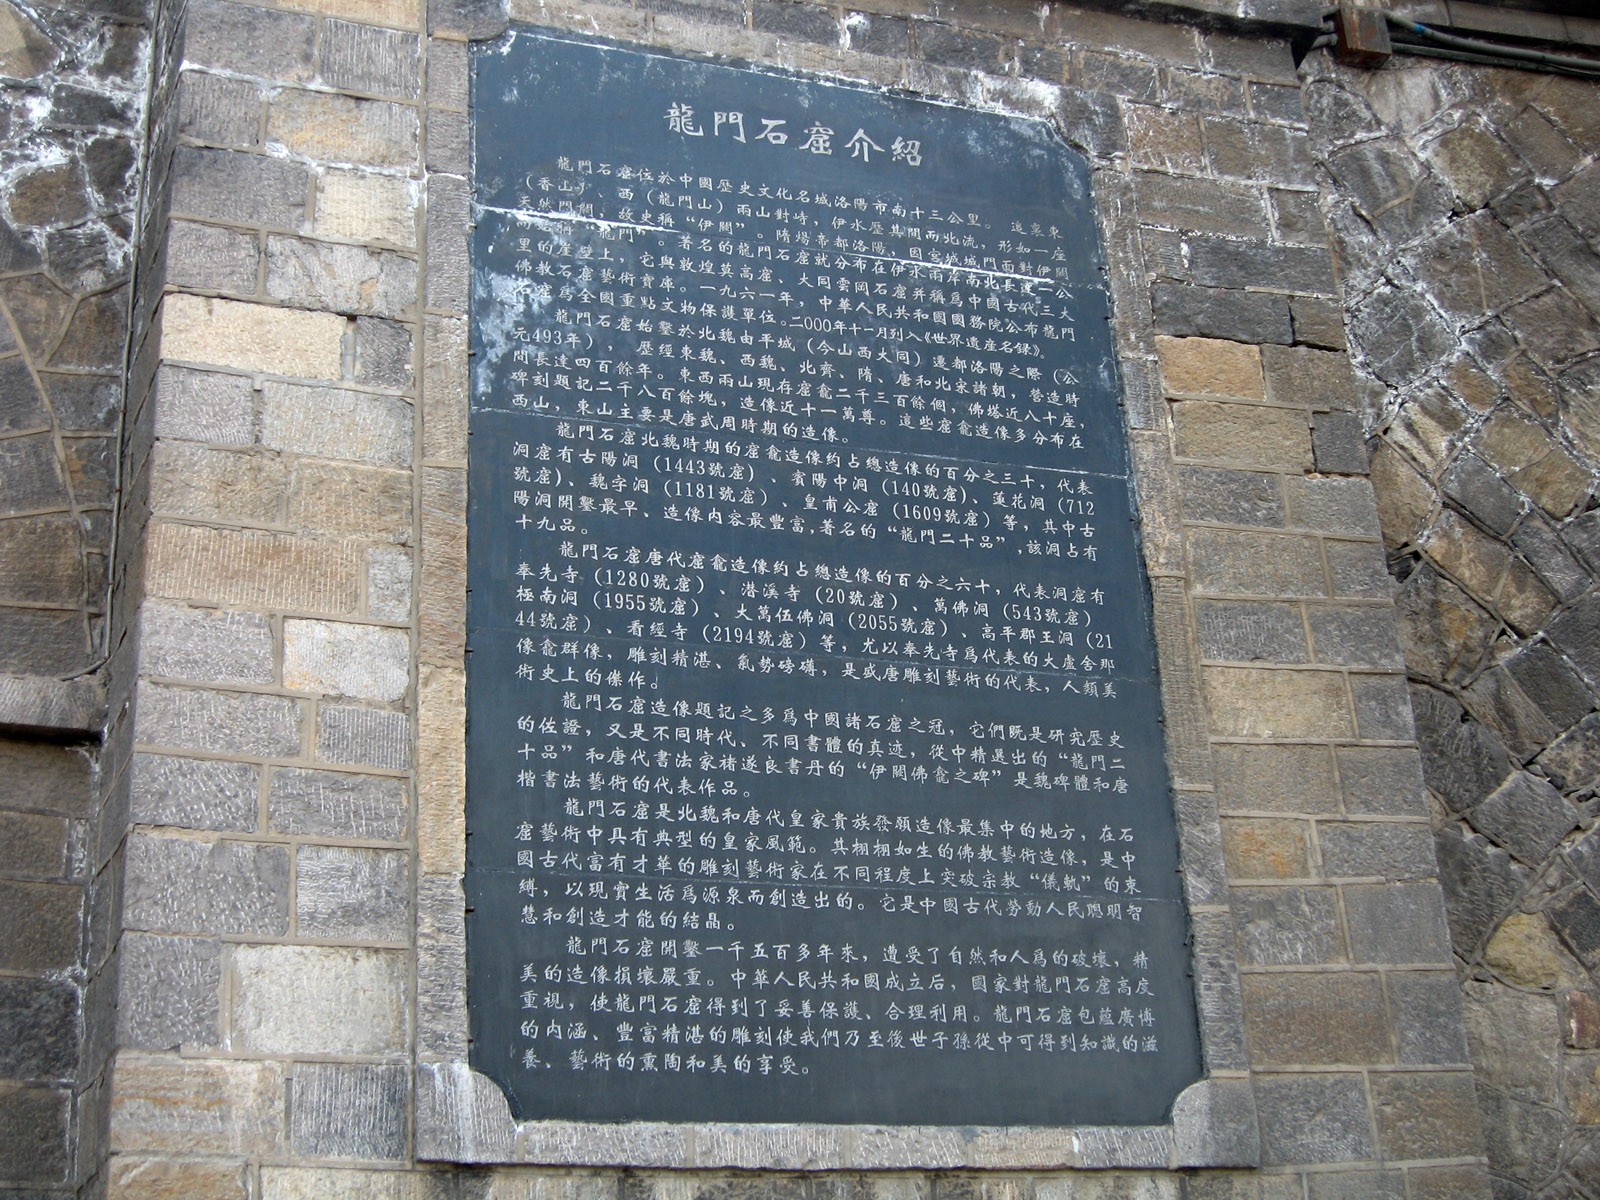 龍門石窟介紹
龍門石窟位於中國歷史文化名城洛陽市南十三公里。這裏東
（香山）、西（龍門山）兩山對峙，伊水歷其間而北流，形如一座
天然門闕，故史稱“伊闕”。隋煬帝都洛陽，因宮城城門面對伊闕
“龍門”。著名的龍門石窟就分布在伊水兩岸南北長達一公
里的崖壁上，它與敦煌莫高窟、大同雲岡石窟并稱爲中國古代三大
佛教石窟藝術寶庫。一九六一年，中華人民共和國國務院公布龍門
石窟爲全國重點文物保護單位。二000年十一月列入《世界遺産名録》。
龍門石窟始鑿於北魏由平城（今山西大同）遷都洛陽之際（公
元493年），歷經東魏、西魏、北齊、隋、唐和北宋諸朝，營造時
間長達四百餘年。東西兩山現存窟龕二千三百餘個，佛塔近八十座，
碑刻題記二千八百餘塊，造像近十一萬尊。這些窟龕造像多分布在
西山，東山主要是唐武周時期的造像。
龍門石窟北魏時期的窟龕造像約占總造像的百分之三十，代表
洞窟有古陽洞（1443號窟）、賓陽中洞（140號窟）、蓮花洞（712
號窟）、魏字洞（1181號窟）、皇甫公窟（1609號窟）等，其中古
陽洞開鑿最早、造像内容最豐富，著名的“龍門二十品”，該洞占有
十九品。
龍門石窟唐代窟龕造像約占總造像的百分之六十，代表洞窟有
奉先寺（1280號窟）、潜溪寺（20號窟）、萬佛洞（543號窟）
極南洞（1955號窟）、大萬伍佛洞（2055號窟）、高平郡王洞（21
44號窟）、看經寺（2194號窟）等，尤以奉先寺爲代表的大盧舍那
像龕群像，雕刻精湛、氣勢磅礴，是盛唐雕刻藝術的代表，人類美
術史上的傑作。
龍門石窟造像題記之多爲中國諸石窟之冠，它們既是研究歷史
的佐證，又是不同時代、不同書體的真迹，從中精選出的“龍門二
十品”和唐代書法家褚遂良書丹的“伊闕佛龕之碑”是魏碑體和唐
楷書法藝術的代表作品。
龍門石窟是北魏和唐代皇家貴族發願造像最集中的地方，在石
窟藝術中具有典型的皇家風範。其栩栩如生的佛教藝術造像，是中
國古代富有才華的雕刻藝術家在不同程度上突破宗教“儀軌”的束
縛，以現實生活爲源泉而創造出的。它是中國古代勞動人民聰明智
慧和創造才能的結晶。
龍門石窟開鑿一千五百多年來，遭受了自然和人爲的破壞，精
美的造像損壞嚴重。中華人民共和國成立后，國家對龍門石窟高度
重視，使龍門石窟得到了妥善保護、合理利用。龍門石窟包蘊廣博
的内涵、豐富精湛的雕刻使我們乃至後世子孫從中可得到知識的滋
養、藝術的熏陶和美的享受。